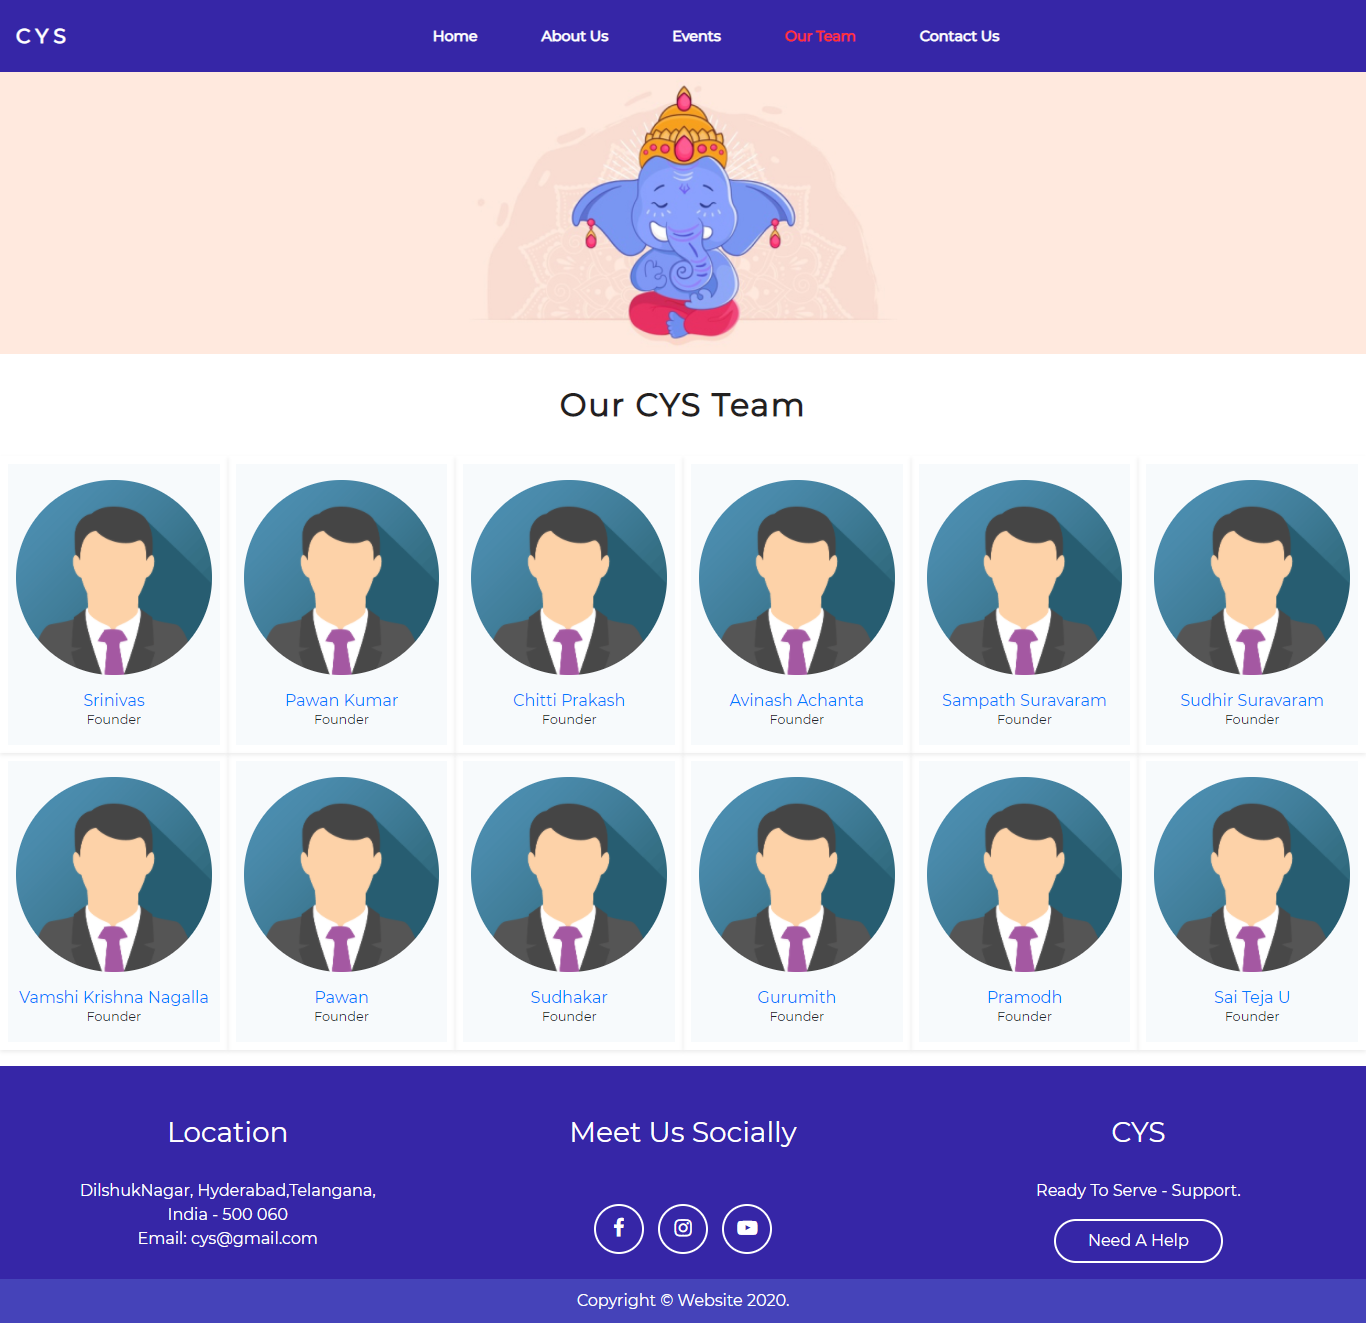 CYS
Home
About Us
Events
Our Team
Contact Us
Our CYS Team
Srinivas
Founder
Pawan Kumar
Founder
Chitti Prakash
Founder
Avinash Achanta
Founder
Sampath Suravaram
Founder
Sudhir Suravaram
Founder
Vamshi Krishna Nagalla
Founder
Pawan
Founder
Sudhakar
Founder
Gurumith
Founder
Pramodh
Founder
Sai Teja U
Founder
Location
DilshukNagar, Hyderabad,Telangana,
India - 500 060
Email: cys@gmail.com
Meet Us Socially
CYS
Ready To Serve - Support.
Need A Help
Copyright © Website 2020.